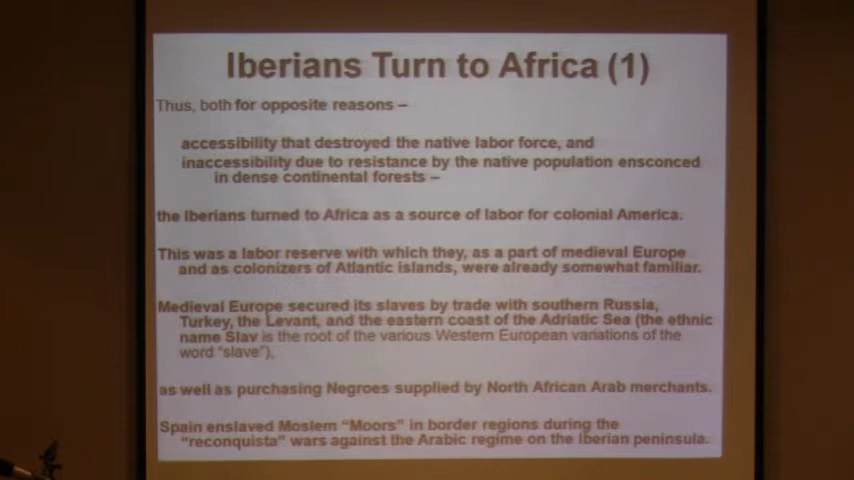 Iberians Turn to Africa (1)
Thus, both for opposite reasons –
accessibility that destroyed the native labor force, and
inaccessibility due to resistance by the native population ensconced
in dense continental forests –
the Iberians turned to Africa as a source of labor for colonial America.
This was a labor reserve with which they, as a part of medieval Europe
and as colonizers of Atlantic islands, were already somewhat familiar.
Medieval Europe secured its slaves by trade with southern Russia,
Turkey, the Levant, and the eastern coast of the Adriatic Sea (the ethnic
name Slav is the root of the various Western European variations of the
word "slave"),
as well as purchasing Negroes supplied by North African Arab merchants.
Spain enslaved Moslem "Moors" in border regions during the
"reconquista" wars against the Arabic regime on the Iberian peninsula.